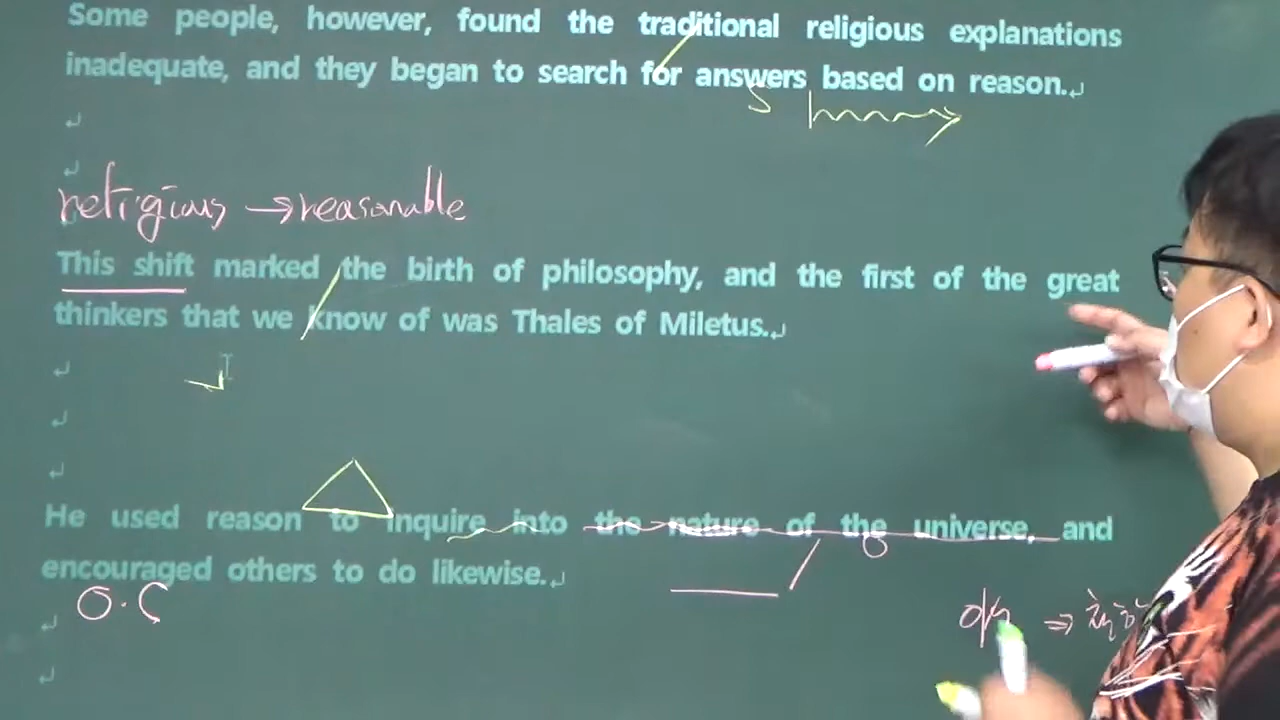 Some people, however, found the traditional religious explanations
inadequate, and they began to search for answers based on reason.
S
religious → reasonable
This shift marked the birth of philosophy, and the first of the great
thinkers that we know of was Thales of Miletus.
He used reason to inquire into the nature of the universe, and
encouraged others to do likewise.
O.C